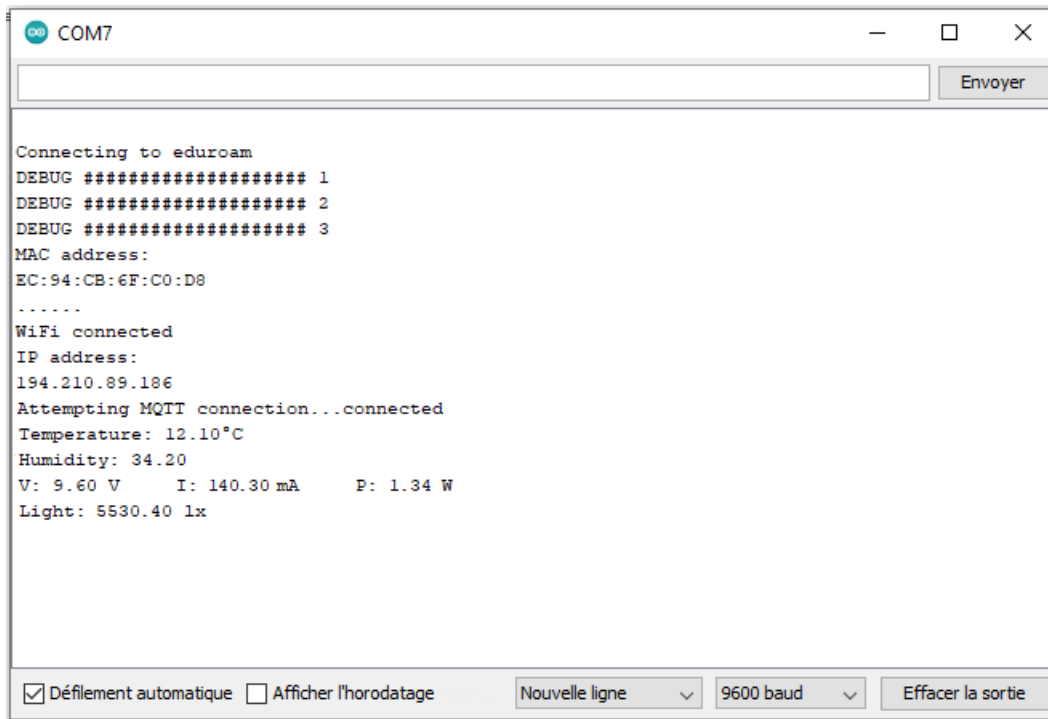 COM7
Envoyer
Connecting to eduroam
DEBUG #################### 1
DEBUG #################### 2
DEBUG #################### 3
MAC address:
EC:94:CB:6F:C0:D8
......
WiFi connected
IP address:
194.210.89.186
Attempting MQTT connection...connected
Temperature: 12.10°C
Humidity: 34.20
V: 9.60 V     I: 140.30 mA     P: 1.34 W
Light: 5530.40 lx
Défilement automatique Afficher l'horodatage Nouvelle ligne 9600 baud Effacer la sortie